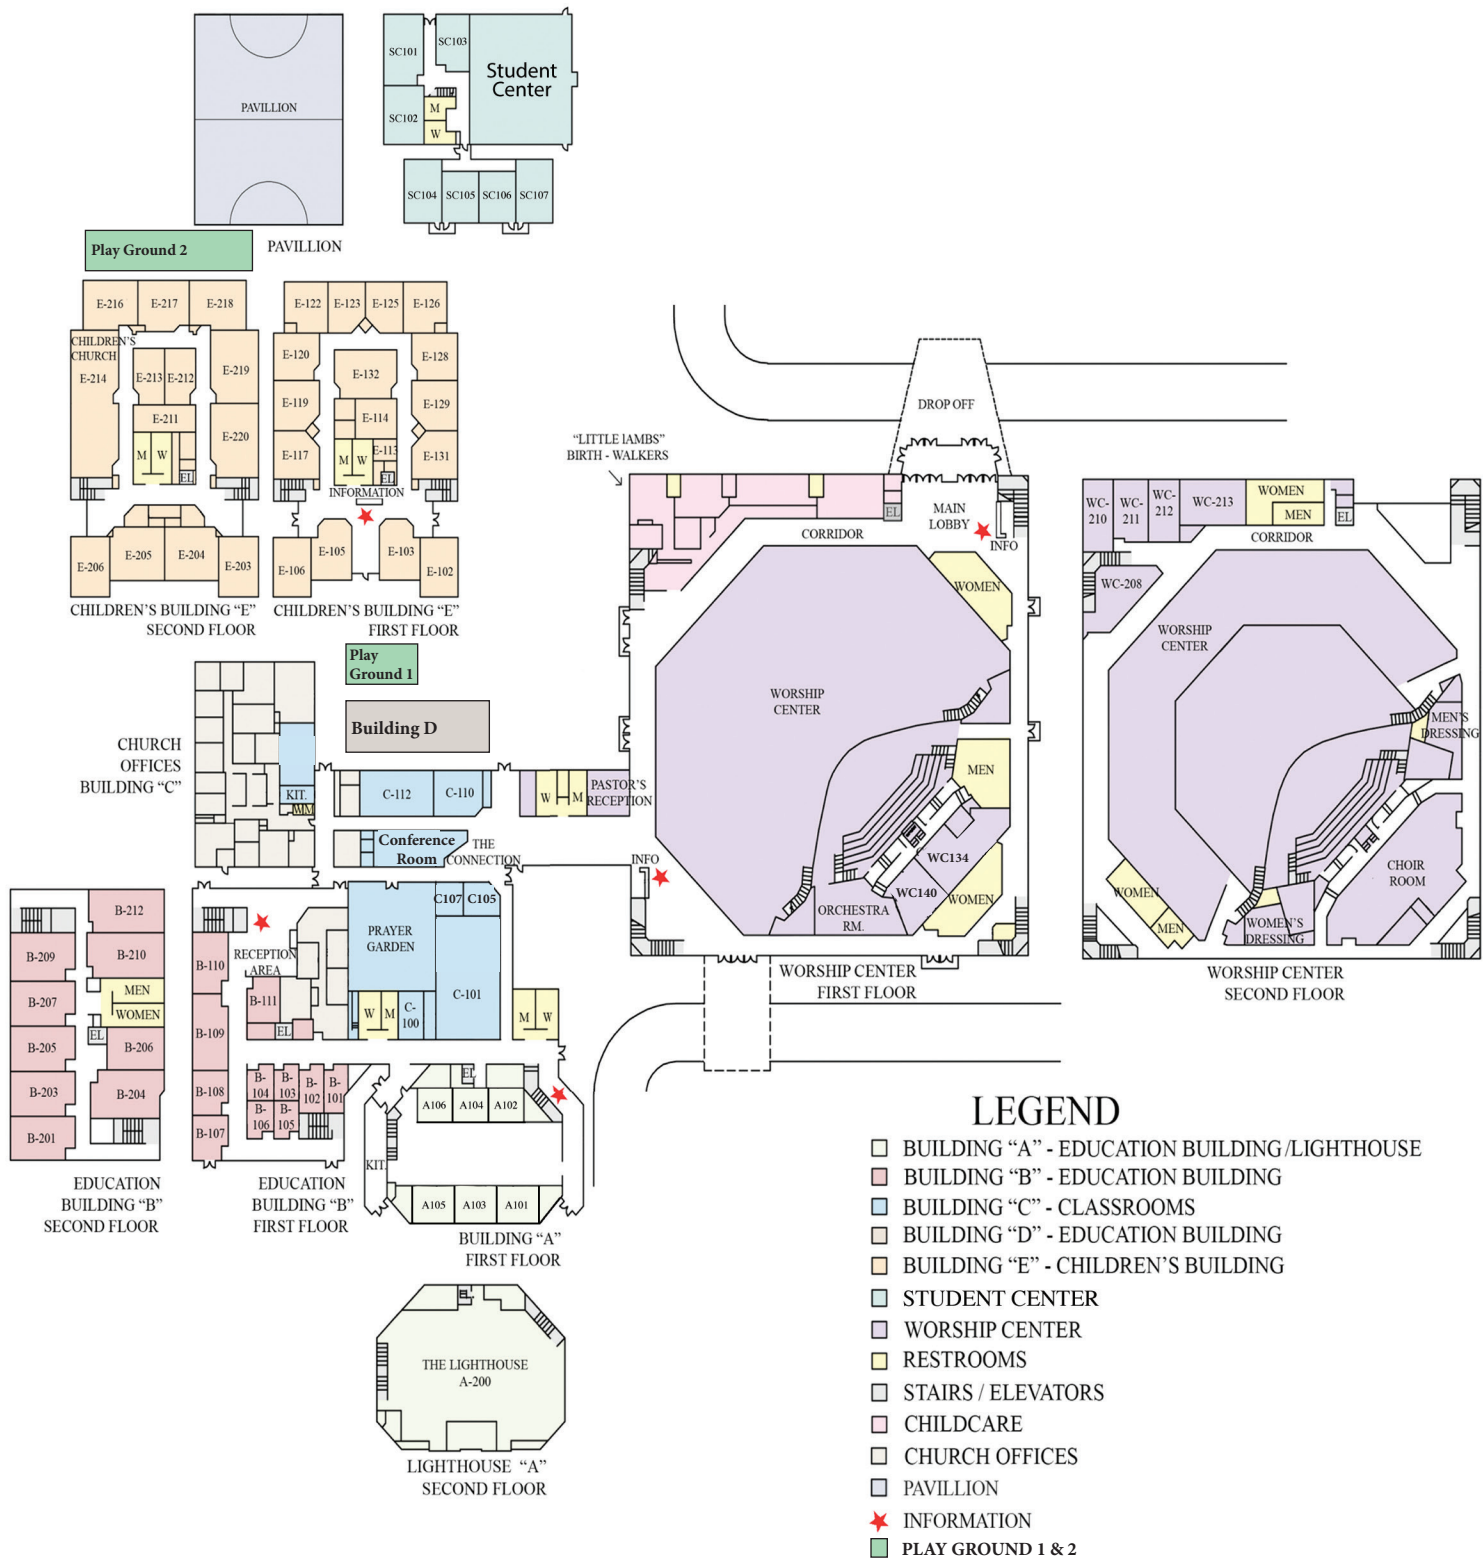 PAVILLION
PAVILLION
SC101
SC103
Student
Center
SC102
M
W
SC104
SC105
SC106
SC107
Play Ground 2
E-216
E-217
E-218
CHILDREN'S
CHURCH
E-214
E-213
E-212
E-219
E-211
E-220
M
W
EL
E-206
E-205
E-204
E-203
CHILDREN'S BUILDING “E”
SECOND FLOOR
E-122
E-123
E-125
E-126
E-120
E-128
E-132
E-119
E-129
E-114
E-117
E-113
E-131
M
W
EL
INFORMATION
E-105
E-103
E-106
E-102
CHILDREN'S BUILDING “E”
FIRST FLOOR
Play
Ground 1
Building D
CHURCH
OFFICES
BUILDING “C”
KIT.
WM
C-112
C-110
W
M
PASTOR'S
RECEPTION
Conference
Room
THE
CONNECTION
“LITTLE lAMBS”
BIRTH - WALKERS
DROP OFF
EL
MAIN
LOBBY
INFO
CORRIDOR
WOMEN
WORSHIP
CENTER
MEN
WC134
WC140
WOMEN
ORCHESTRA
RM.
INFO
WORSHIP CENTER
FIRST FLOOR
WC-
210
WC-
211
WC-
212
WC-213
WOMEN
MEN
EL
CORRIDOR
WC-208
WORSHIP
CENTER
MEN'S
DRESSING
CHOIR
ROOM
WOMEN
MEN
WOMEN'S
DRESSING
WORSHIP CENTER
SECOND FLOOR
B-212
B-209
B-210
B-207
MEN
WOMEN
EL
B-205
B-206
B-203
B-204
B-201
EDUCATION
BUILDING “B”
SECOND FLOOR
RECEPTION
AREA
B-110
B-111
B-109
EL
B-108
B-107
B-
104
B-
103
B-
102
B-
101
B-
106
B-
105
EDUCATION
BUILDING “B”
FIRST FLOOR
PRAYER
GARDEN
C107
C105
C-101
W
M
C-
100
M
W
EL
A106
A104
A102
KIT.
A105
A103
A101
BUILDING “A”
FIRST FLOOR
THE LIGHTHOUSE
A-200
LIGHTHOUSE “A”
SECOND FLOOR
LEGEND
BUILDING “A” - EDUCATION BUILDING/LIGHTHOUSE
BUILDING “B” - EDUCATION BUILDING
BUILDING “C” - CLASSROOMS
BUILDING “D” - EDUCATION BUILDING
BUILDING “E” - CHILDREN'S BUILDING
STUDENT CENTER
WORSHIP CENTER
RESTROOMS
STAIRS / ELEVATORS
CHILDCARE
CHURCH OFFICES
PAVILLION
INFORMATION
PLAY GROUND 1 & 2